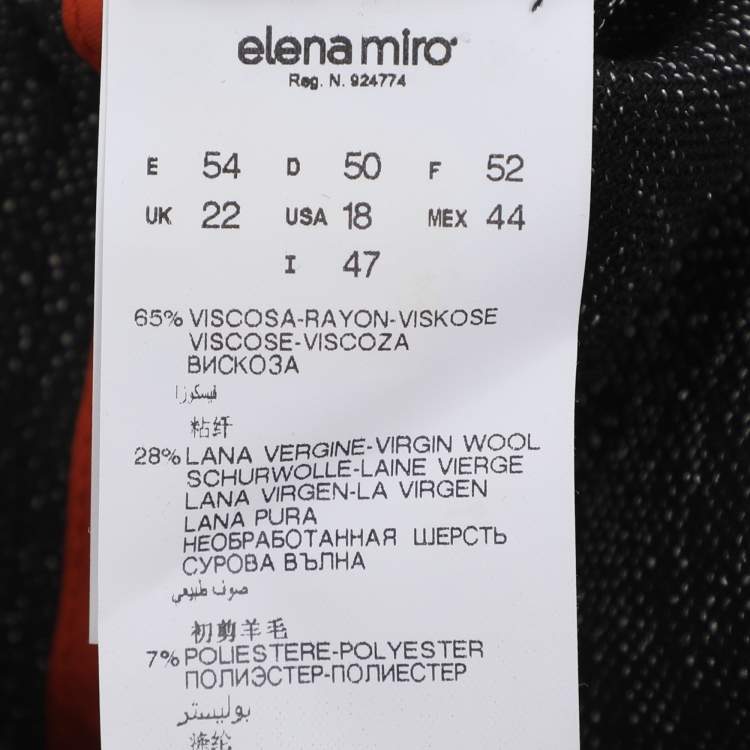 elena miro
Reg. N. 924774
E 54 D 50 F 52
UK 22 USA 18 MEX 44
I 47
65% VISCOSA-RAYON-VISKOSE
VISCOSE-VISCOZA
ВИСКОЗА
فيسكوزا
粘纤
28% LANA VERGINE-VIRGIN WOOL
SCHURWOLLE-LAINE VIERGE
LANA VIRGEN-LA VIRGEN
LANA PURA
НЕОБРАБОТАННАЯ ШЕРСТЬ
СУРОВА ВЪЛНА
صوف طبيعي
初剪羊毛
7% POLIESTERE-POLYESTER
ПОЛИЭСТЕР-ПОЛИЕСТЕР
بوليستر
涤纶